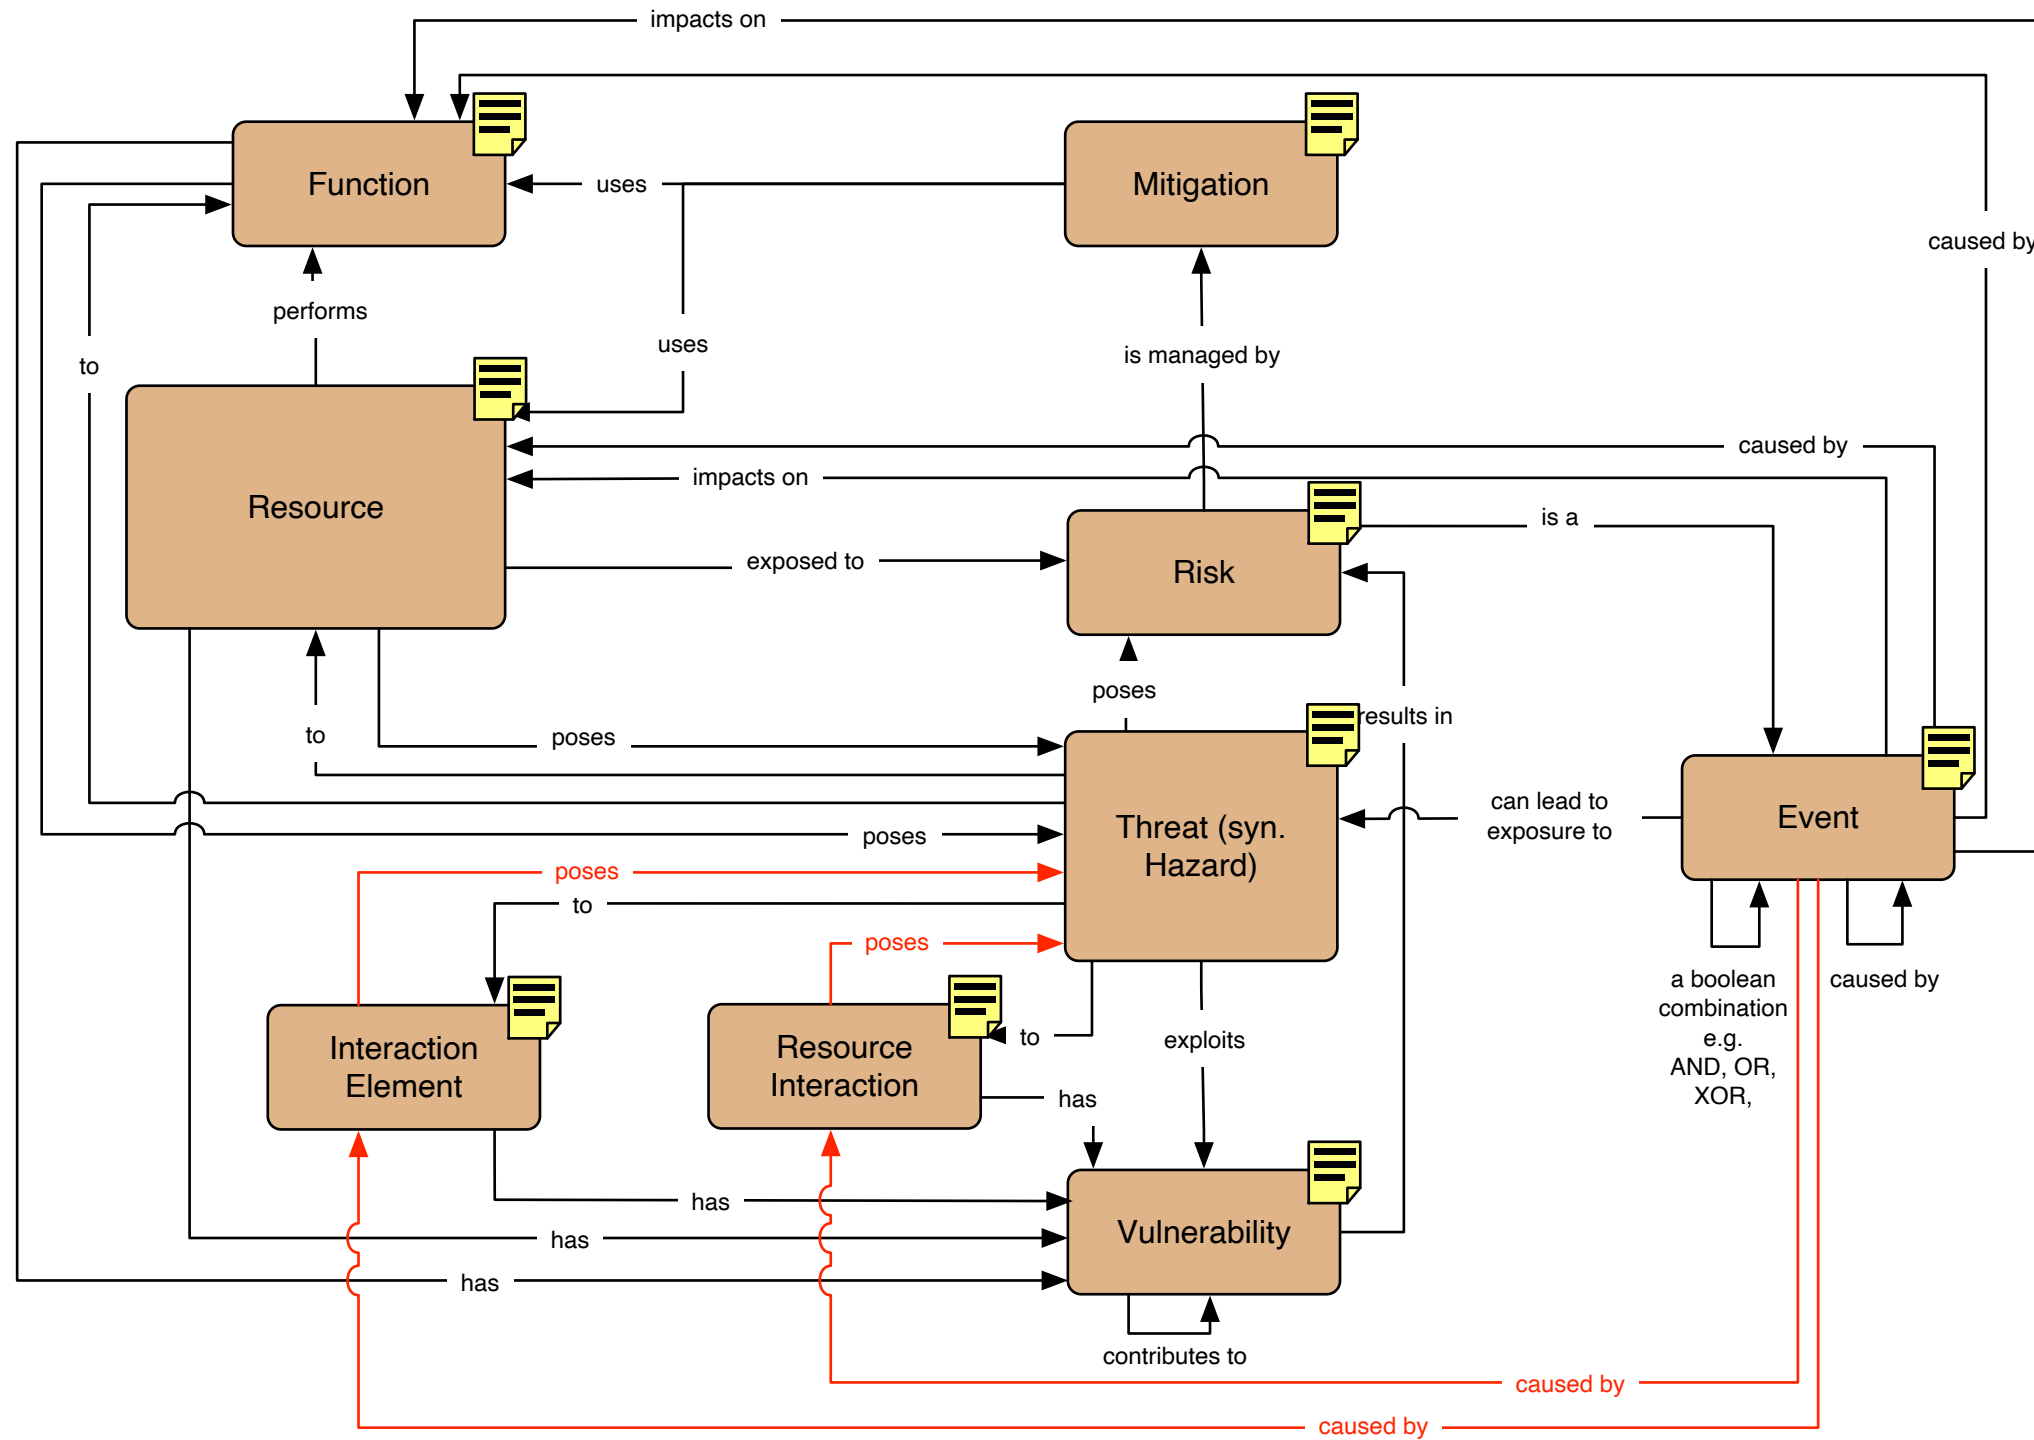 impacts on
Function
uses
Mitigation
caused by
performs
uses
is managed by
to
caused by
impacts on
Resource
is a
exposed to
Risk
poses
results in
to
poses
can lead to
exposure to
Threat (syn.
Hazard)
Event
poses
poses
to
poses
a boolean
combination
e.g.
AND, OR,
XOR,
caused by
Interaction
Element
Resource
Interaction
to
exploits
has
has
has
has
Vulnerability
contributes to
caused by
caused by